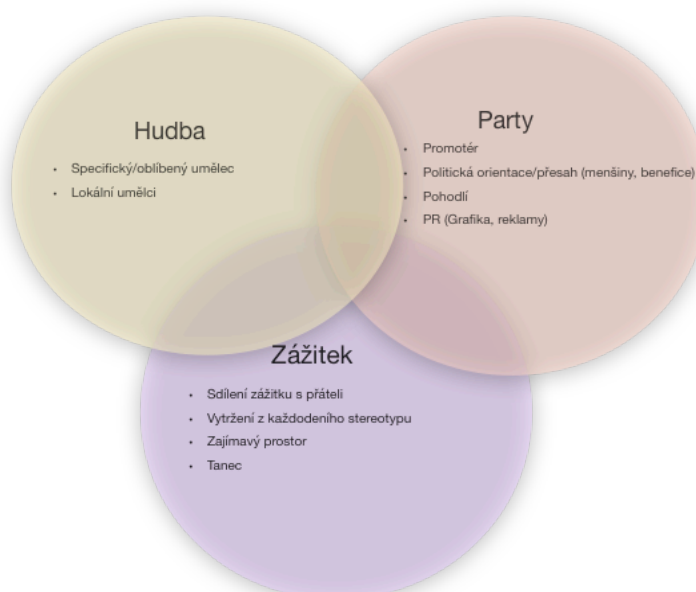 Hudba
• Specifický/oblíbený umělec
• Lokální umělci
Party
• Promotér
• Politická orientace/přesah (menšiny, benefice)
• Pohodlí
• PR (Grafika, reklamy)
Zážitek
• Sdílení zážitku s přáteli
• Vytržení z každodeního stereotypu
• Zajímavý prostor
• Tanec